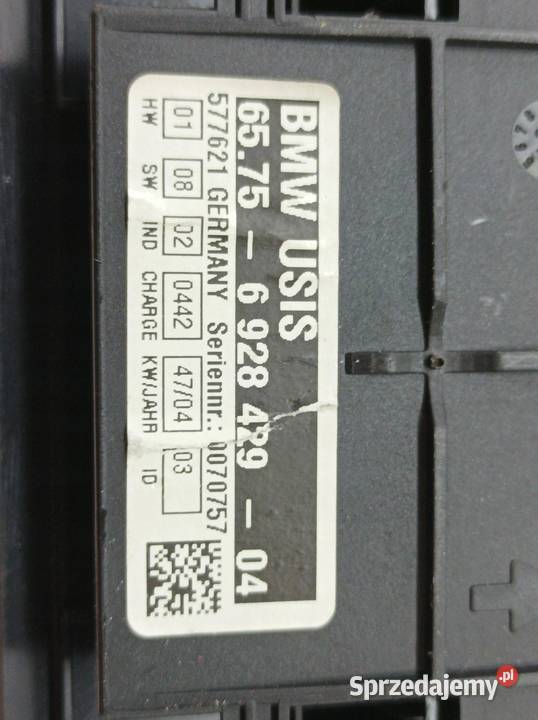 BMW USIS
65.75 – 6 928 429 – 04
577621 GERMANY Seriennr.: 0070757
01 08 02 0442 47/04 03
HW SW IND CHARGE KW/JAHR ID
Sprzedajemy.pl